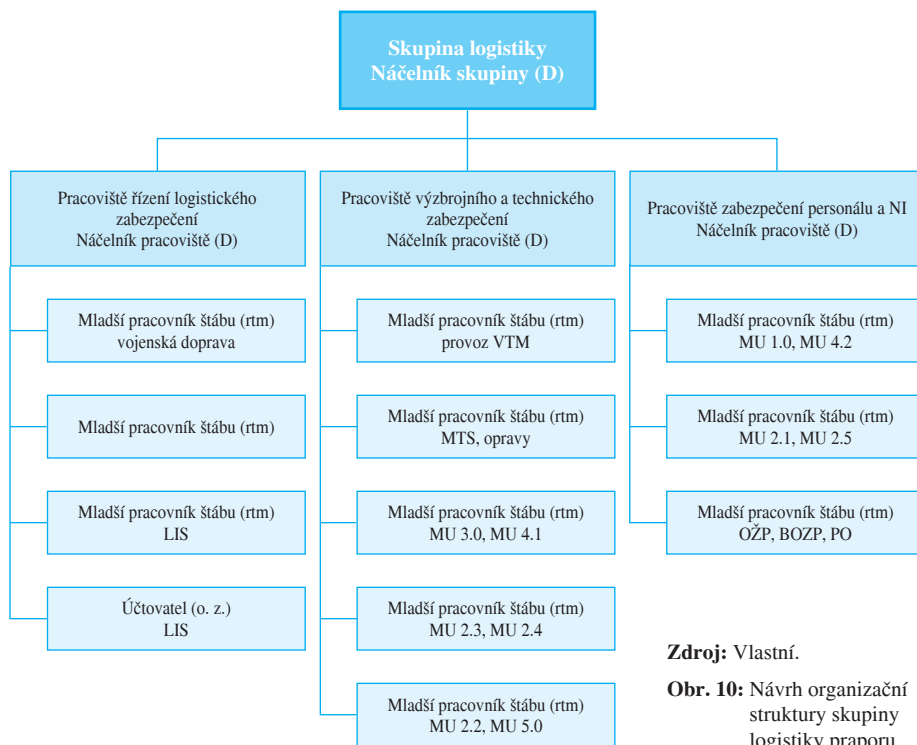 Skupina logistiky
Náčelník skupiny (D)
Pracoviště řízení logistického
zabezpečení
Náčelník pracoviště (D)
Mladší pracovník štábu (rtm)
vojenská doprava
Mladší pracovník štábu (rtm)
Mladší pracovník štábu (rtm)
LIS
Účtovatel (o. z.)
LIS
Pracoviště výzbrojního a technického
zabezpečení
Náčelník pracoviště (D)
Mladší pracovník štábu (rtm)
provoz VTM
Mladší pracovník štábu (rtm)
MTS, opravy
Mladší pracovník štábu (rtm)
MU 3.0, MU 4.1
Mladší pracovník štábu (rtm)
MU 2.3, MU 2.4
Mladší pracovník štábu (rtm)
MU 2.2, MU 5.0
Pracoviště zabezpečení personálu a NI
Náčelník pracoviště (D)
Mladší pracovník štábu (rtm)
MU 1.0, MU 4.2
Mladší pracovník štábu (rtm)
MU 2.1, MU 2.5
Mladší pracovník štábu (rtm)
OŽP, BOZP, PO
Zdroj: Vlastní.
Obr. 10: Návrh organizační
struktury skupiny
logistiky praporu